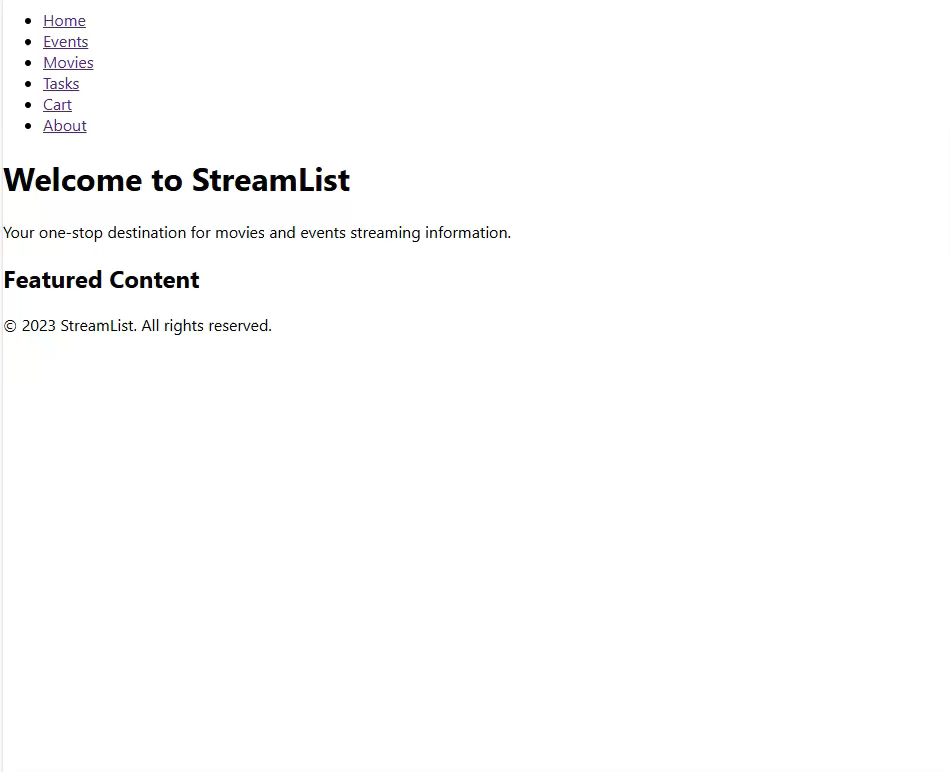 Home
Events
Movies
Tasks
Cart
About
Welcome to StreamList
Your one-stop destination for movies and events streaming information.
Featured Content
© 2023 StreamList. All rights reserved.